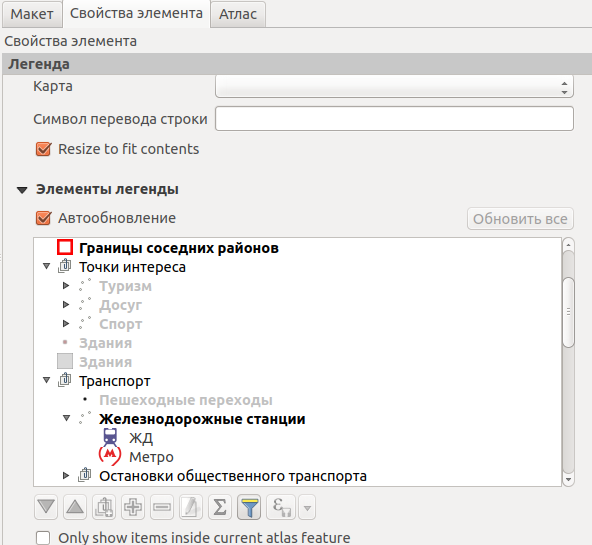 Макет Свойства элемента Атлас
Свойства элемента
Легенда
Карта
Символ перевода строки
Resize to fit contents
Элементы легенды
Автообновление Обновить все
Границы соседних районов
Точки интереса
Туризм
Досуг
Спорт
Здания
Здания
Транспорт
Пешеходные переходы
Железнодорожные станции
ЖД
Метро
Остановки общественного транспорта
Only show items inside current atlas feature